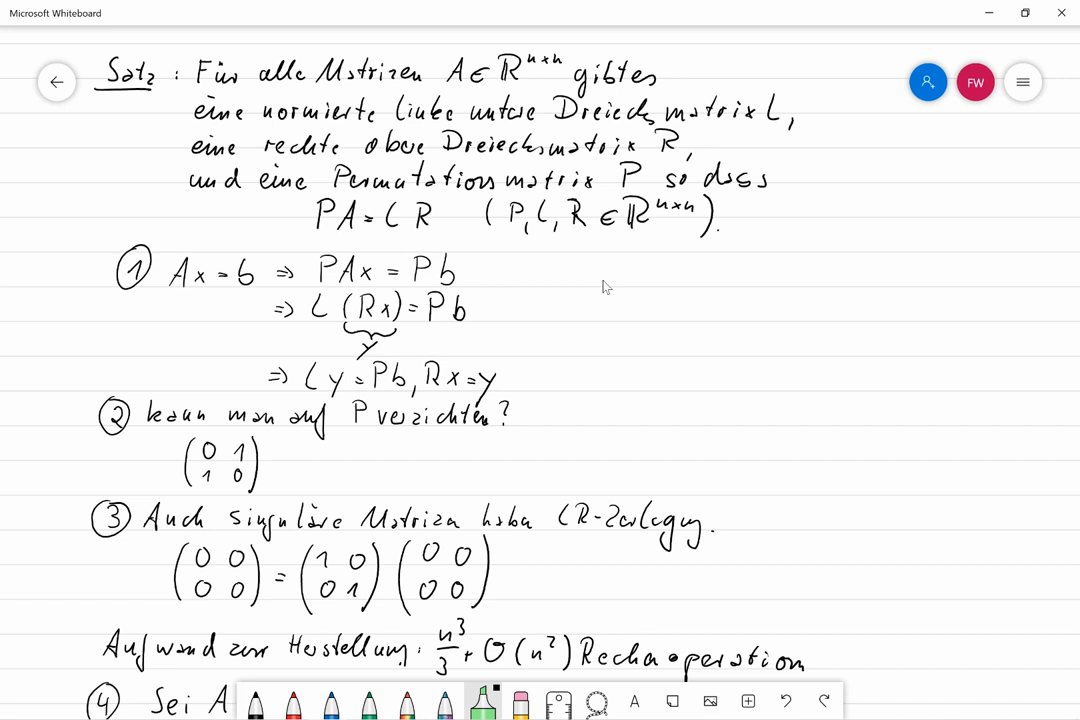 Microsoft Whiteboard
FW
Satz: Für alle Matrizen A ∈ ℝ^{n×n} gibt es
eine normierte linke untere Dreiecksmatrix L,
eine rechte obere Dreiecksmatrix R,
und eine Permutationsmatrix P so dass
PA = LR (P, L, R ∈ ℝ^{n×n}).
① Ax = b ⇒ PAx = Pb
⇒ L (Rx) = Pb
y
⇒ Ly = Pb, Rx = y
② kann man auf P verzichten?
(0 1
1 0)
③ Auch singuläre Matrizen haben LR-Zerlegung.
(0 0 = (1 0 (0 0
0 0) 0 1) 0 0)
Aufwand zur Herstellung: n³/3 + O(n²) Rechenoperation
④ Sei A
A